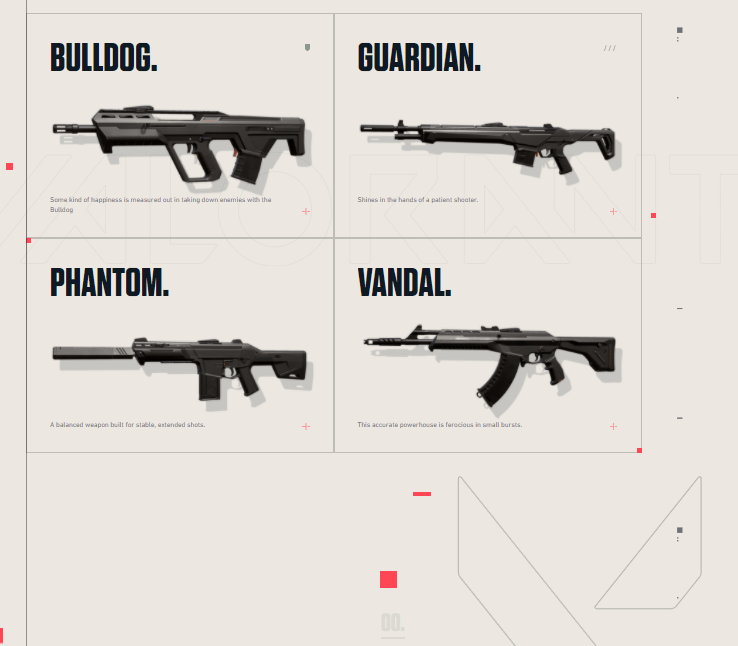 BULLDOG.
Some kind of happiness is measured out in taking down enemies with the
Bulldog
GUARDIAN.
///
Shines in the hands of a patient shooter.
PHANTOM.
A balanced weapon built for stable, extended shots.
VANDAL.
This accurate powerhouse is ferocious in small bursts.
VALORANT
00.